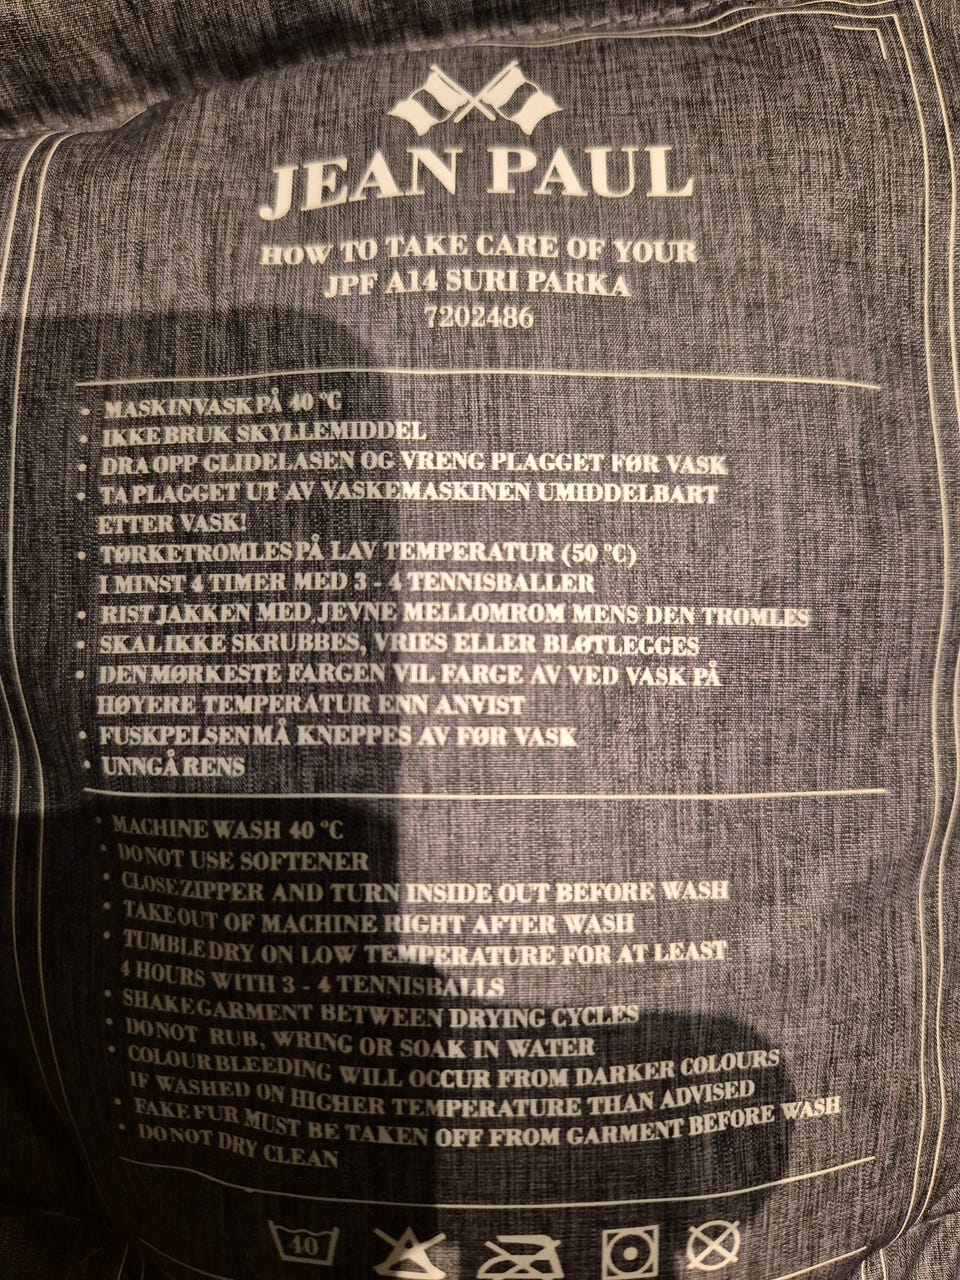 JEAN PAUL
HOW TO TAKE CARE OF YOUR
JPF A14 SURI PARKA
7202486
• MASKINVASK PÅ 40 °C
• IKKE BRUK SKYLLEMIDDEL
• DRA OPP GLIDELASEN OG VRENG PLAGGET FØR VASK
• TA PLAGGET UT AV VASKEMASKINEN UMIDDELBART
ETTER VASK!
• TØRKETROMLES PÅ LAV TEMPERATUR (50 °C)
I MINST 4 TIMER MED 3 - 4 TENNISBALLER
• RIST JAKKEN MED JEVNE MELLOMROM MENS DEN TROMLES
• SKAL IKKE SKRUBBES, VRIES ELLER BLØTLEGGES
• DEN MØRKESTE FARGEN VIL FARGE AV VED VASK PÅ
HØYERE TEMPERATUR ENN ANVIST
• FUSKPELSEN MÅ KNEPPES AV FØR VASK
• UNNGÅ RENS
• MACHINE WASH 40 °C
• DO NOT USE SOFTENER
• CLOSE ZIPPER AND TURN INSIDE OUT BEFORE WASH
• TAKE OUT OF MACHINE RIGHT AFTER WASH
• TUMBLE DRY ON LOW TEMPERATURE FOR AT LEAST
4 HOURS WITH 3 - 4 TENNISBALLS
• SHAKE GARMENT BETWEEN DRYING CYCLES
• DO NOT RUB, WRING OR SOAK IN WATER
• COLOUR BLEEDING WILL OCCUR FROM DARKER COLOURS
IF WASHED ON HIGHER TEMPERATURE THAN ADVISED
• FAKE FUR MUST BE TAKEN OFF FROM GARMENT BEFORE WASH
• DO NOT DRY CLEAN
40